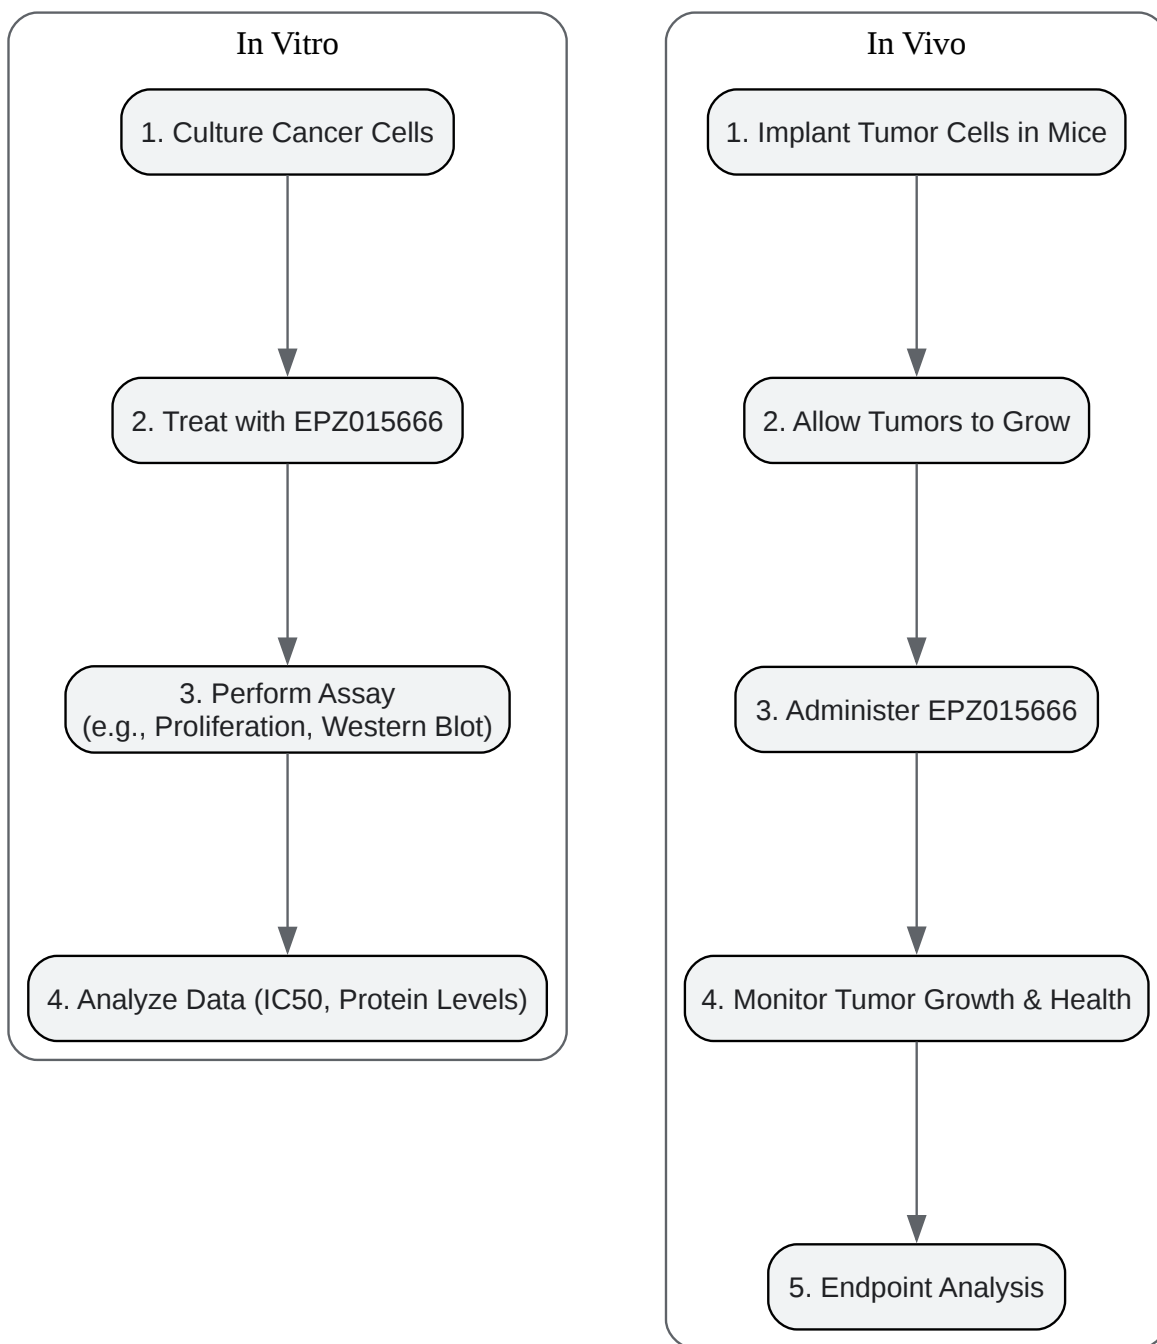 In Vitro
1. Culture Cancer Cells
2. Treat with EPZ015666
3. Perform Assay
(e.g., Proliferation, Western Blot)
4. Analyze Data (IC50, Protein Levels)
In Vivo
1. Implant Tumor Cells in Mice
2. Allow Tumors to Grow
3. Administer EPZ015666
4. Monitor Tumor Growth & Health
5. Endpoint Analysis